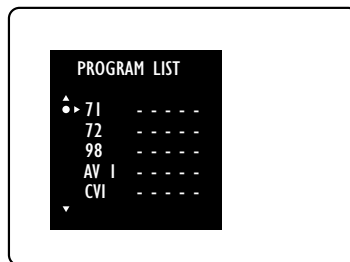 PROGRAM LIST
71 - - - - -
72 - - - - -
98 - - - - -
AV 1 - - - - -
CVI - - - - -